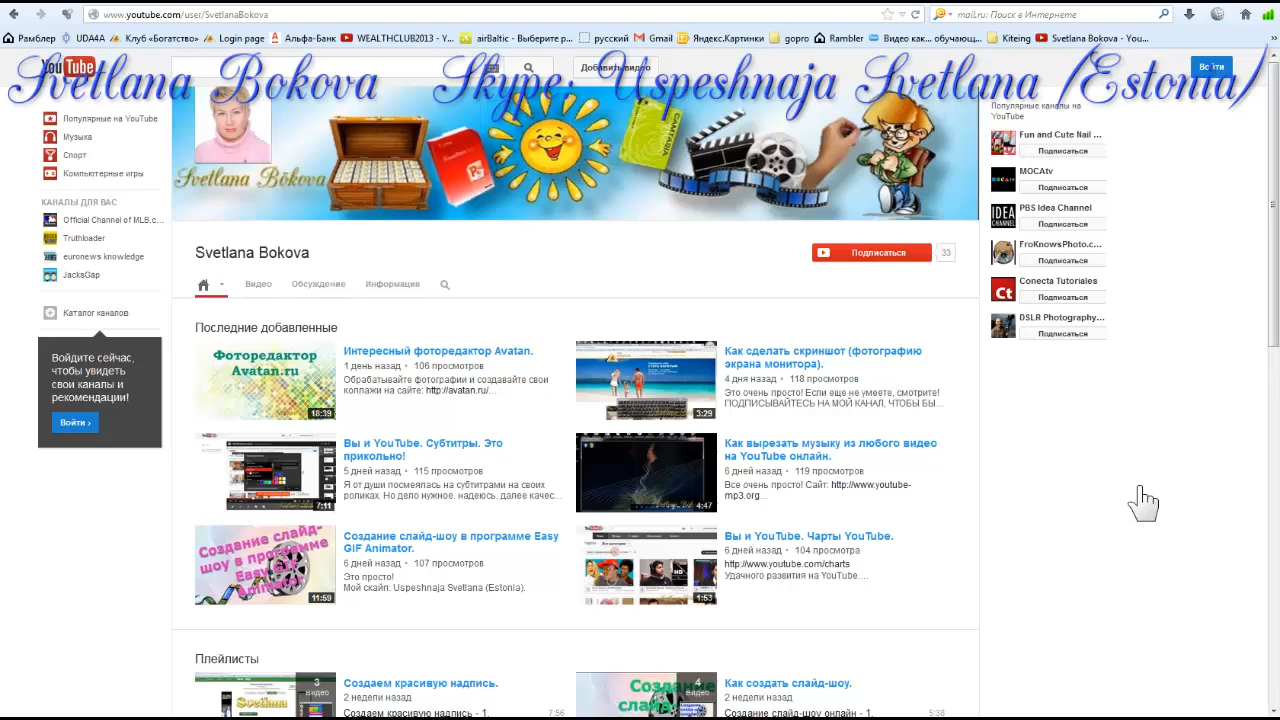 www.youtube.com/user/SvetlanaBokova
mail.ru: Поиск в Интернете
Рамблер
UDA4A
Клуб «Богатство»
Login page
Альфа-Банк
WEALTHCLUB2013 - Y...
airBaltic - Выберите р...
русский
Gmail
Яндекс.Картинки
gopro
Rambler
Видео как... обучающ...
Kiteing
Svetlana Bokova - You...
»
YouTube
Добавить видео
Войти
Svetlana Bokova Skype: Uspeshnaja Svetlana (Estonia)
Популярные на YouTube
Музыка
Спорт
Компьютерные игры
КАНАЛЫ ДЛЯ ВАС
Official Channel of MLB.c...
Truthloader
euronews knowledge
JackaGap
Каталог каналов
Войдите сейчас,
чтобы увидеть
свои каналы и
рекомендации!
Войти ›
Svetlana Bokova
Svetlana Bokova
Подписаться
33
Видео
Обсуждение
Информация
Последние добавленные
Фоторедактор
Avatan.ru
18:39
Интересный фоторедактор Avatan.
1 день назад · 106 просмотров
Обрабатывайте фотографии и создавайте свои
коллажи на сайте: http://avatan.ru/...
3:29
Как сделать скриншот (фотографию
экрана монитора).
4 дня назад · 118 просмотров
Это очень просто! Если еще не умеете, смотрите!
ПОДПИСЫВАЙТЕСЬ НА МОЙ КАНАЛ, ЧТОБЫ БЫ...
7:11
Вы и YouTube. Субтитры. Это
прикольно!
5 дней назад · 115 просмотров
Я от души посмеялась на субтитрами на своих
роликах. Но дело нужное. надеюсь, далее качес...
4:47
Как вырезать музыку из любого видео
на YouTube онлайн.
6 дней назад · 119 просмотров
Все очень просто! Сайт: http://www.youtube-
mp3.org...
Создание слайд-
шоу в программе
Easy GIF
Animator.
11:59
Создание слайд-шоу в программе Easy
GIF Animator.
6 дней назад · 107 просмотров
Это просто!
Мой скайп: Uspeshnaja Svetlana (Estonia).
1:53
Вы и YouTube. Чарты YouTube.
6 дней назад · 104 просмотра
http://www.youtube.com/charts
Удачного развития на YouTube....
Плейлисты
3
Видео
Svetlana
Создаем красивую надпись.
2 недели назад
Создаем красивую надпись - 1.
7:56
Создание
слайд-
4
Видео
Как создать слайд-шоу.
2 недели назад
Создание слайд-шоу онлайн - 1.
5:38
Популярные каналы на
YouTube
Fun and Cute Nail ...
Подписаться
MOCAtv
Подписаться
PBS Idea Channel
Подписаться
FroKnowsPhoto.c...
Подписаться
Conecta Tutoriales
Подписаться
DSLR Photography...
Подписаться